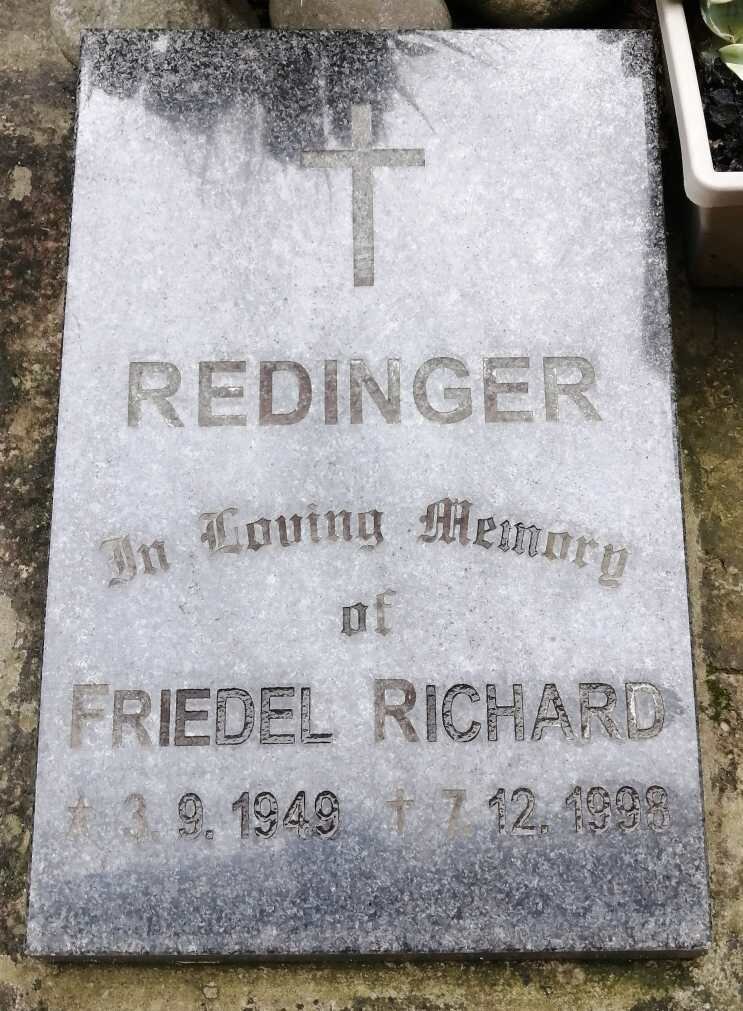 REDINGER
In Loving Memory
of
FRIEDEL RICHARD
* 3. 9. 1949 † 7. 12. 1998